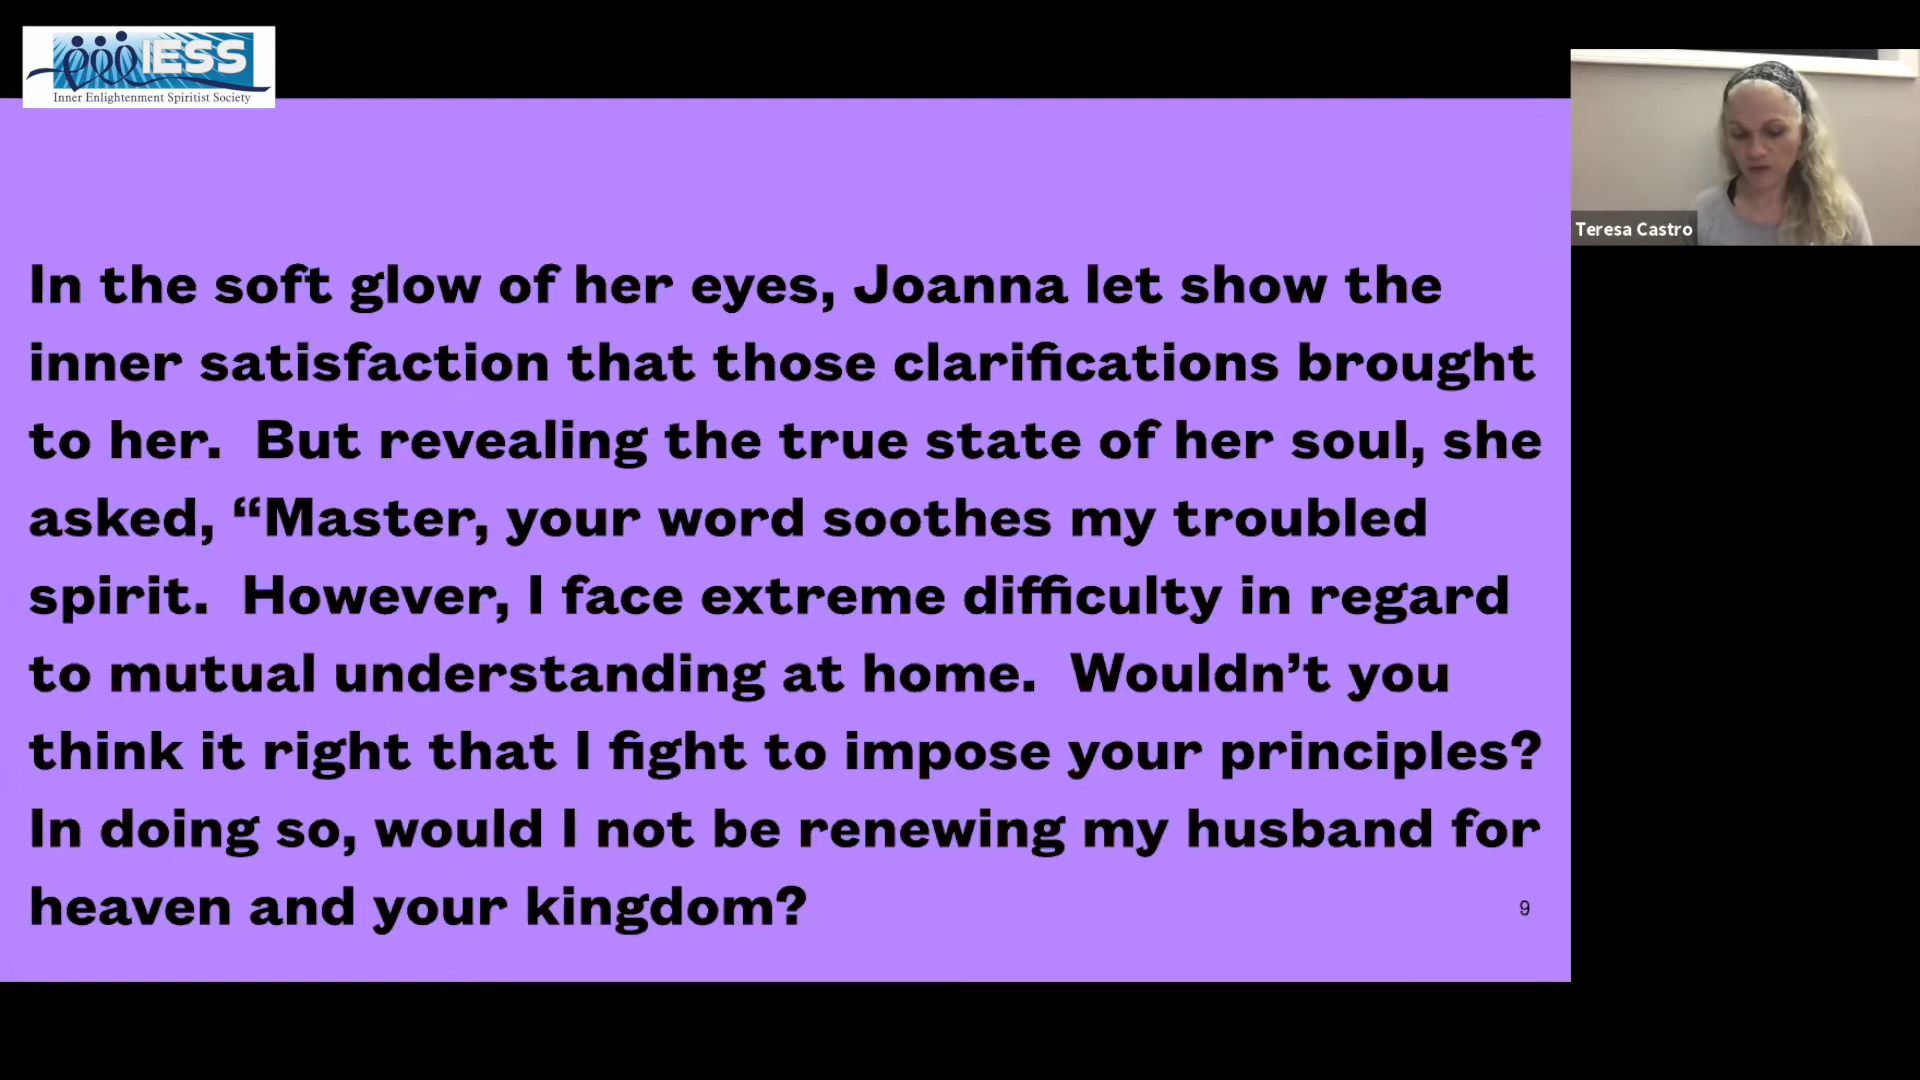 IESS
Inner Enlightenment Spiritist Society
Teresa Castro
In the soft glow of her eyes, Joanna let show the
inner satisfaction that those clarifications brought
to her.  But revealing the true state of her soul, she
asked, “Master, your word soothes my troubled
spirit.  However, I face extreme difficulty in regard
to mutual understanding at home.  Wouldn’t you
think it right that I fight to impose your principles?
In doing so, would I not be renewing my husband for
heaven and your kingdom?
9